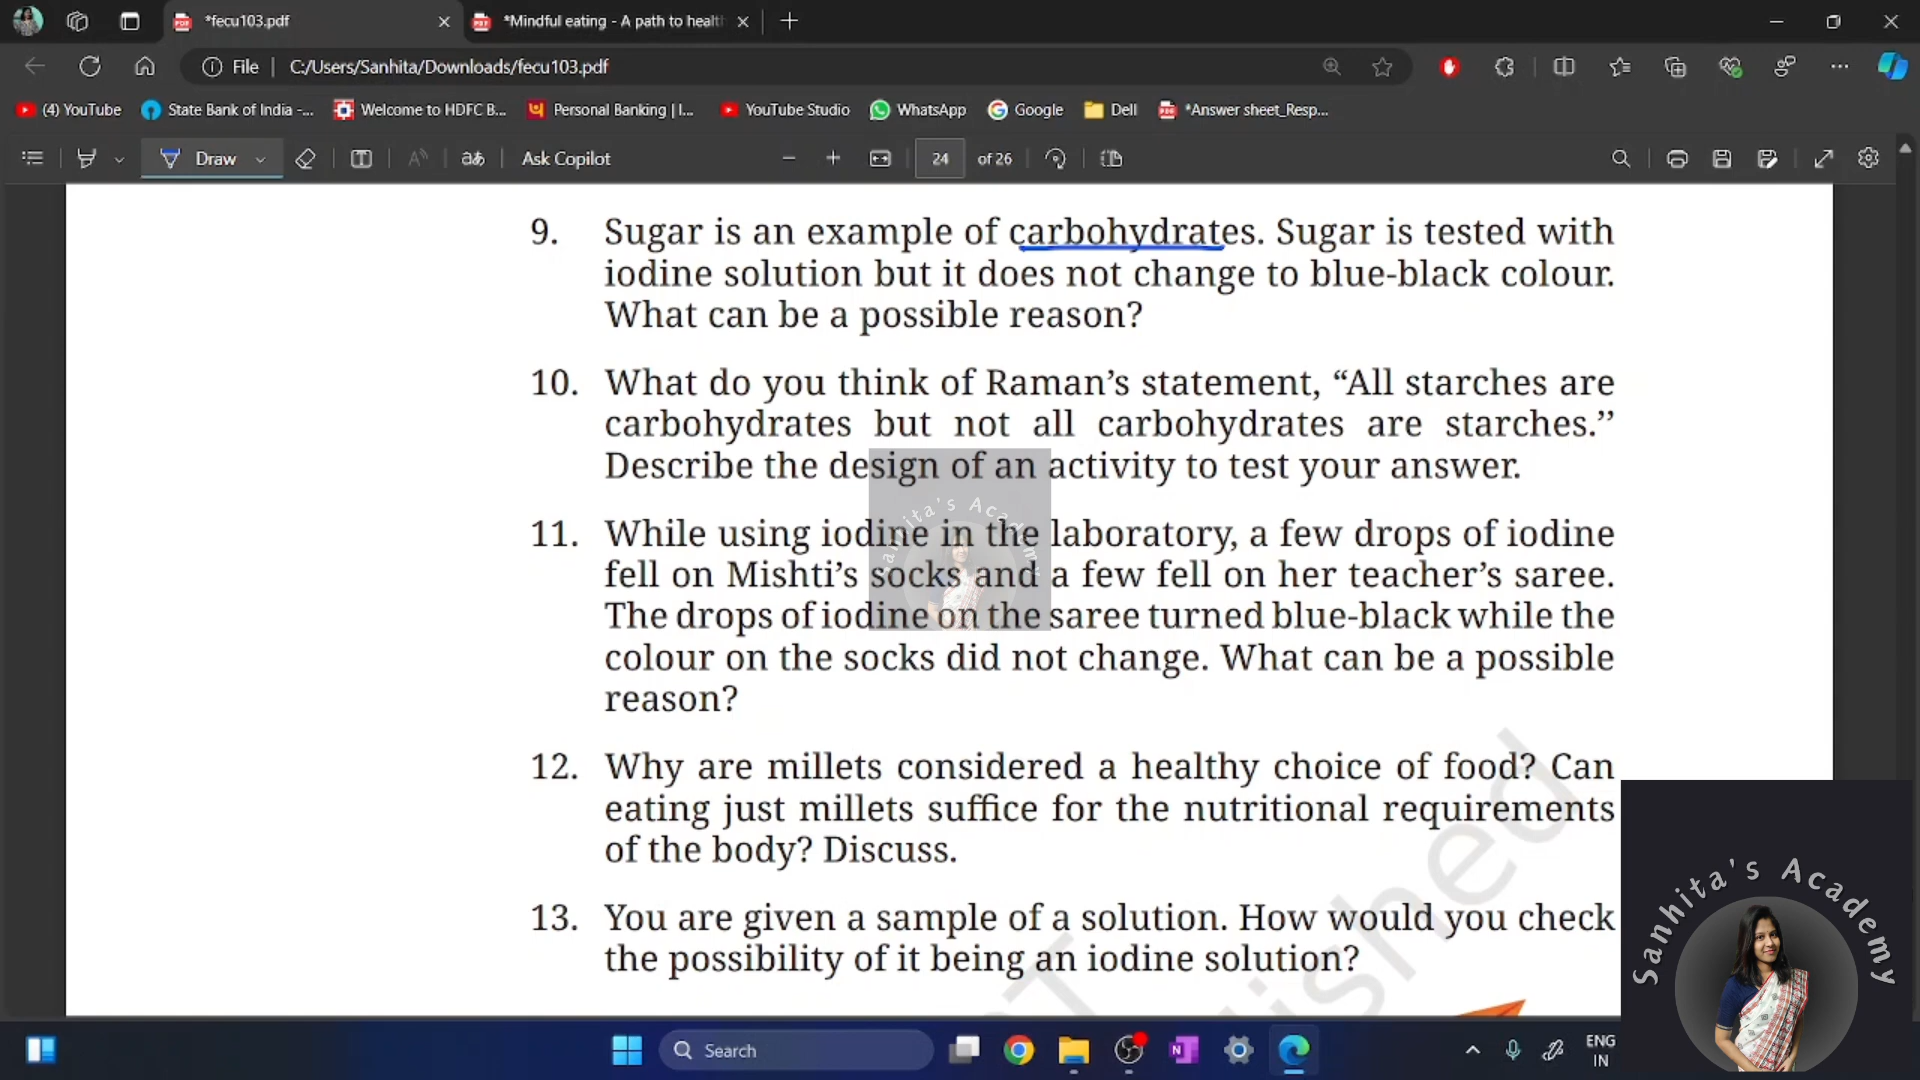 *fecu103.pdf
*Mindful eating - A path to healt
File
C:/Users/Sanhita/Downloads/fecu103.pdf
(4) YouTube
State Bank of India -...
Welcome to HDFC B...
Personal Banking | I...
YouTube Studio
WhatsApp
Google
Dell
*Answer sheet_Resp...
Draw
Ask Copilot
24 of 26
9. Sugar is an example of carbohydrates. Sugar is tested with
iodine solution but it does not change to blue-black colour.
What can be a possible reason?
10. What do you think of Raman’s statement, “All starches are
carbohydrates but not all carbohydrates are starches.’’
Describe the design of an activity to test your answer.
11. While using iodine in the laboratory, a few drops of iodine
fell on Mishti’s socks and a few fell on her teacher’s saree.
The drops of iodine on the saree turned blue-black while the
colour on the socks did not change. What can be a possible
reason?
12. Why are millets considered a healthy choice of food? Can
eating just millets suffice for the nutritional requirements
of the body? Discuss.
13. You are given a sample of a solution. How would you check
the possibility of it being an iodine solution?
Sanhita's Academy
Sanhita's Academy
Search
ENG
IN